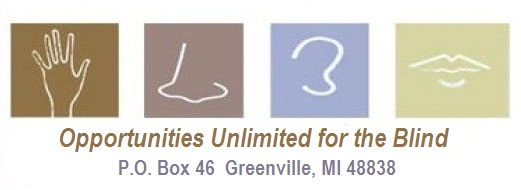 Opportunities Unlimited for the Blind
P.O. Box 46 Greenville, MI 48838